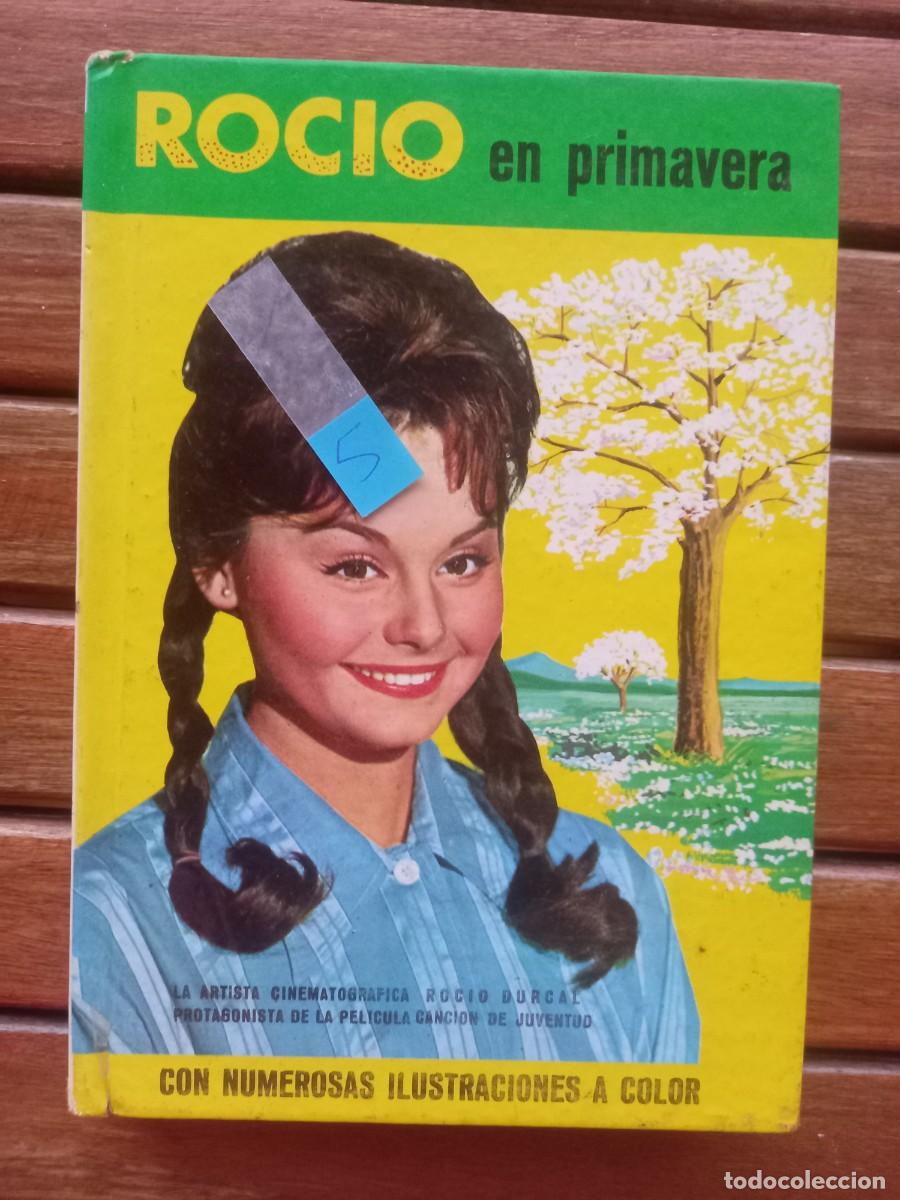 ROCIO en primavera
5
LA ARTISTA CINEMATOGRAFICA ROCIO DURCAL
PROTAGONISTA DE LA PELICULA CANCION DE JUVENTUD
CON NUMEROSAS ILUSTRACIONES A COLOR
todocoleccion